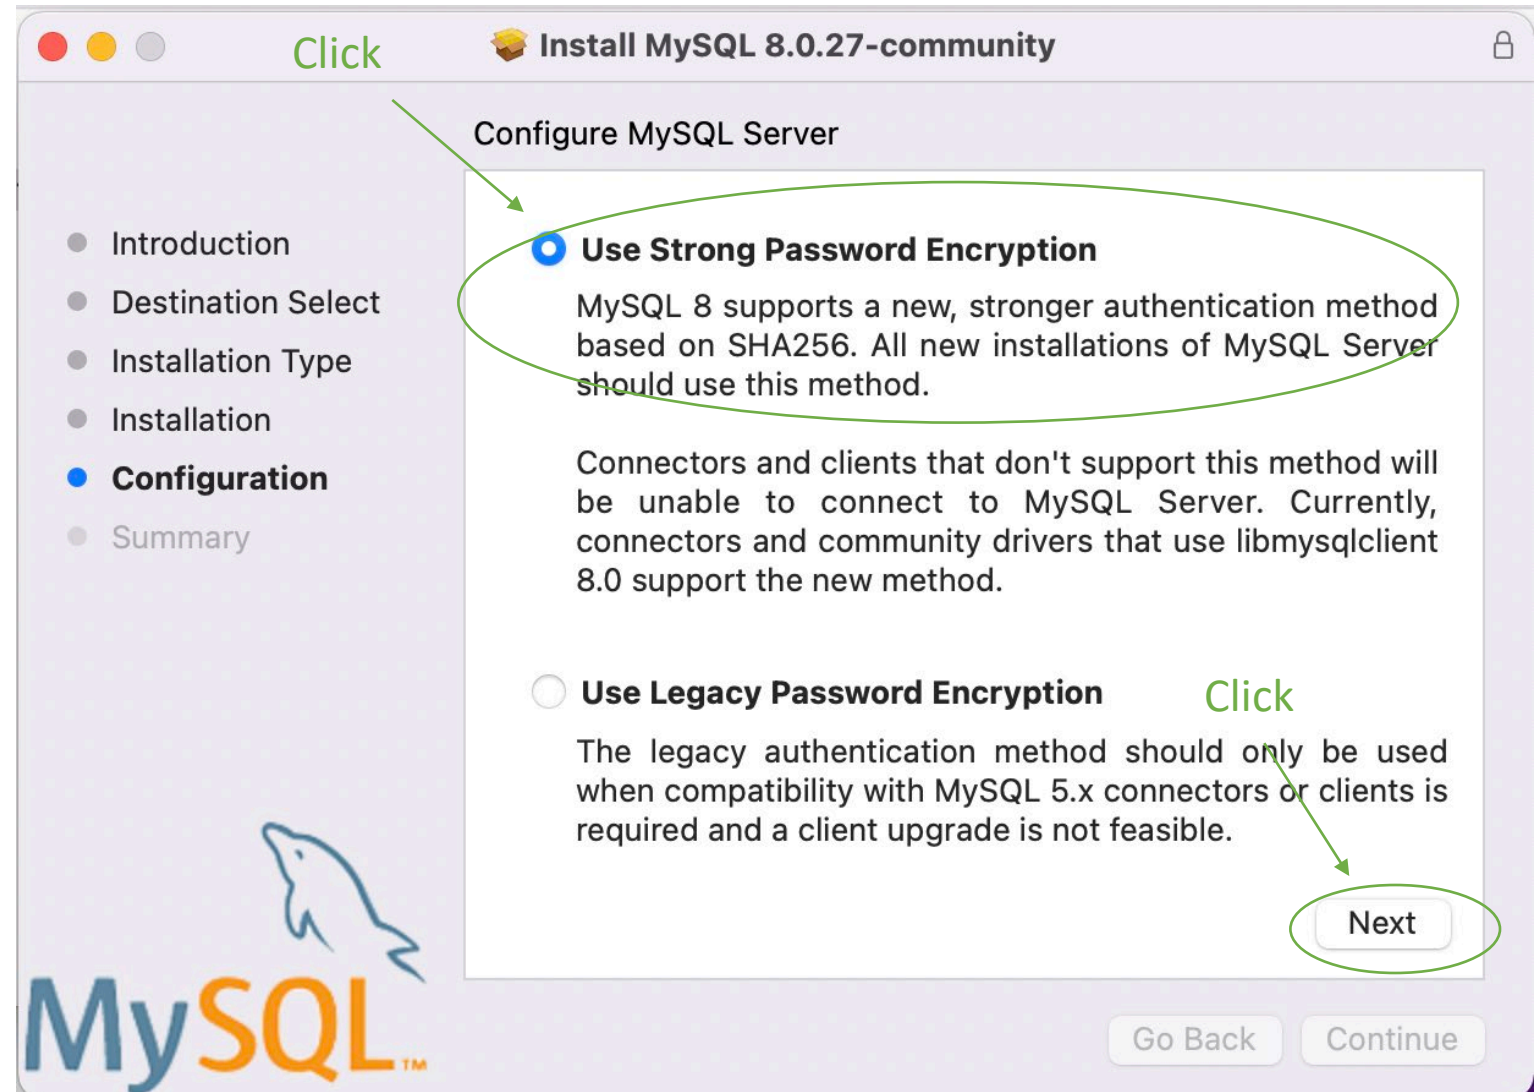 Click
Install MySQL 8.0.27-community
Configure MySQL Server
Introduction
Destination Select
Installation Type
Installation
Configuration
Summary
Use Strong Password Encryption
MySQL 8 supports a new, stronger authentication method
based on SHA256. All new installations of MySQL Server
should use this method.
Connectors and clients that don't support this method will
be unable to connect to MySQL Server. Currently,
connectors and community drivers that use libmysqlclient
8.0 support the new method.
Use Legacy Password Encryption
Click
The legacy authentication method should only be used
when compatibility with MySQL 5.x connectors or clients is
required and a client upgrade is not feasible.
Next
MySQL™
Go Back
Continue